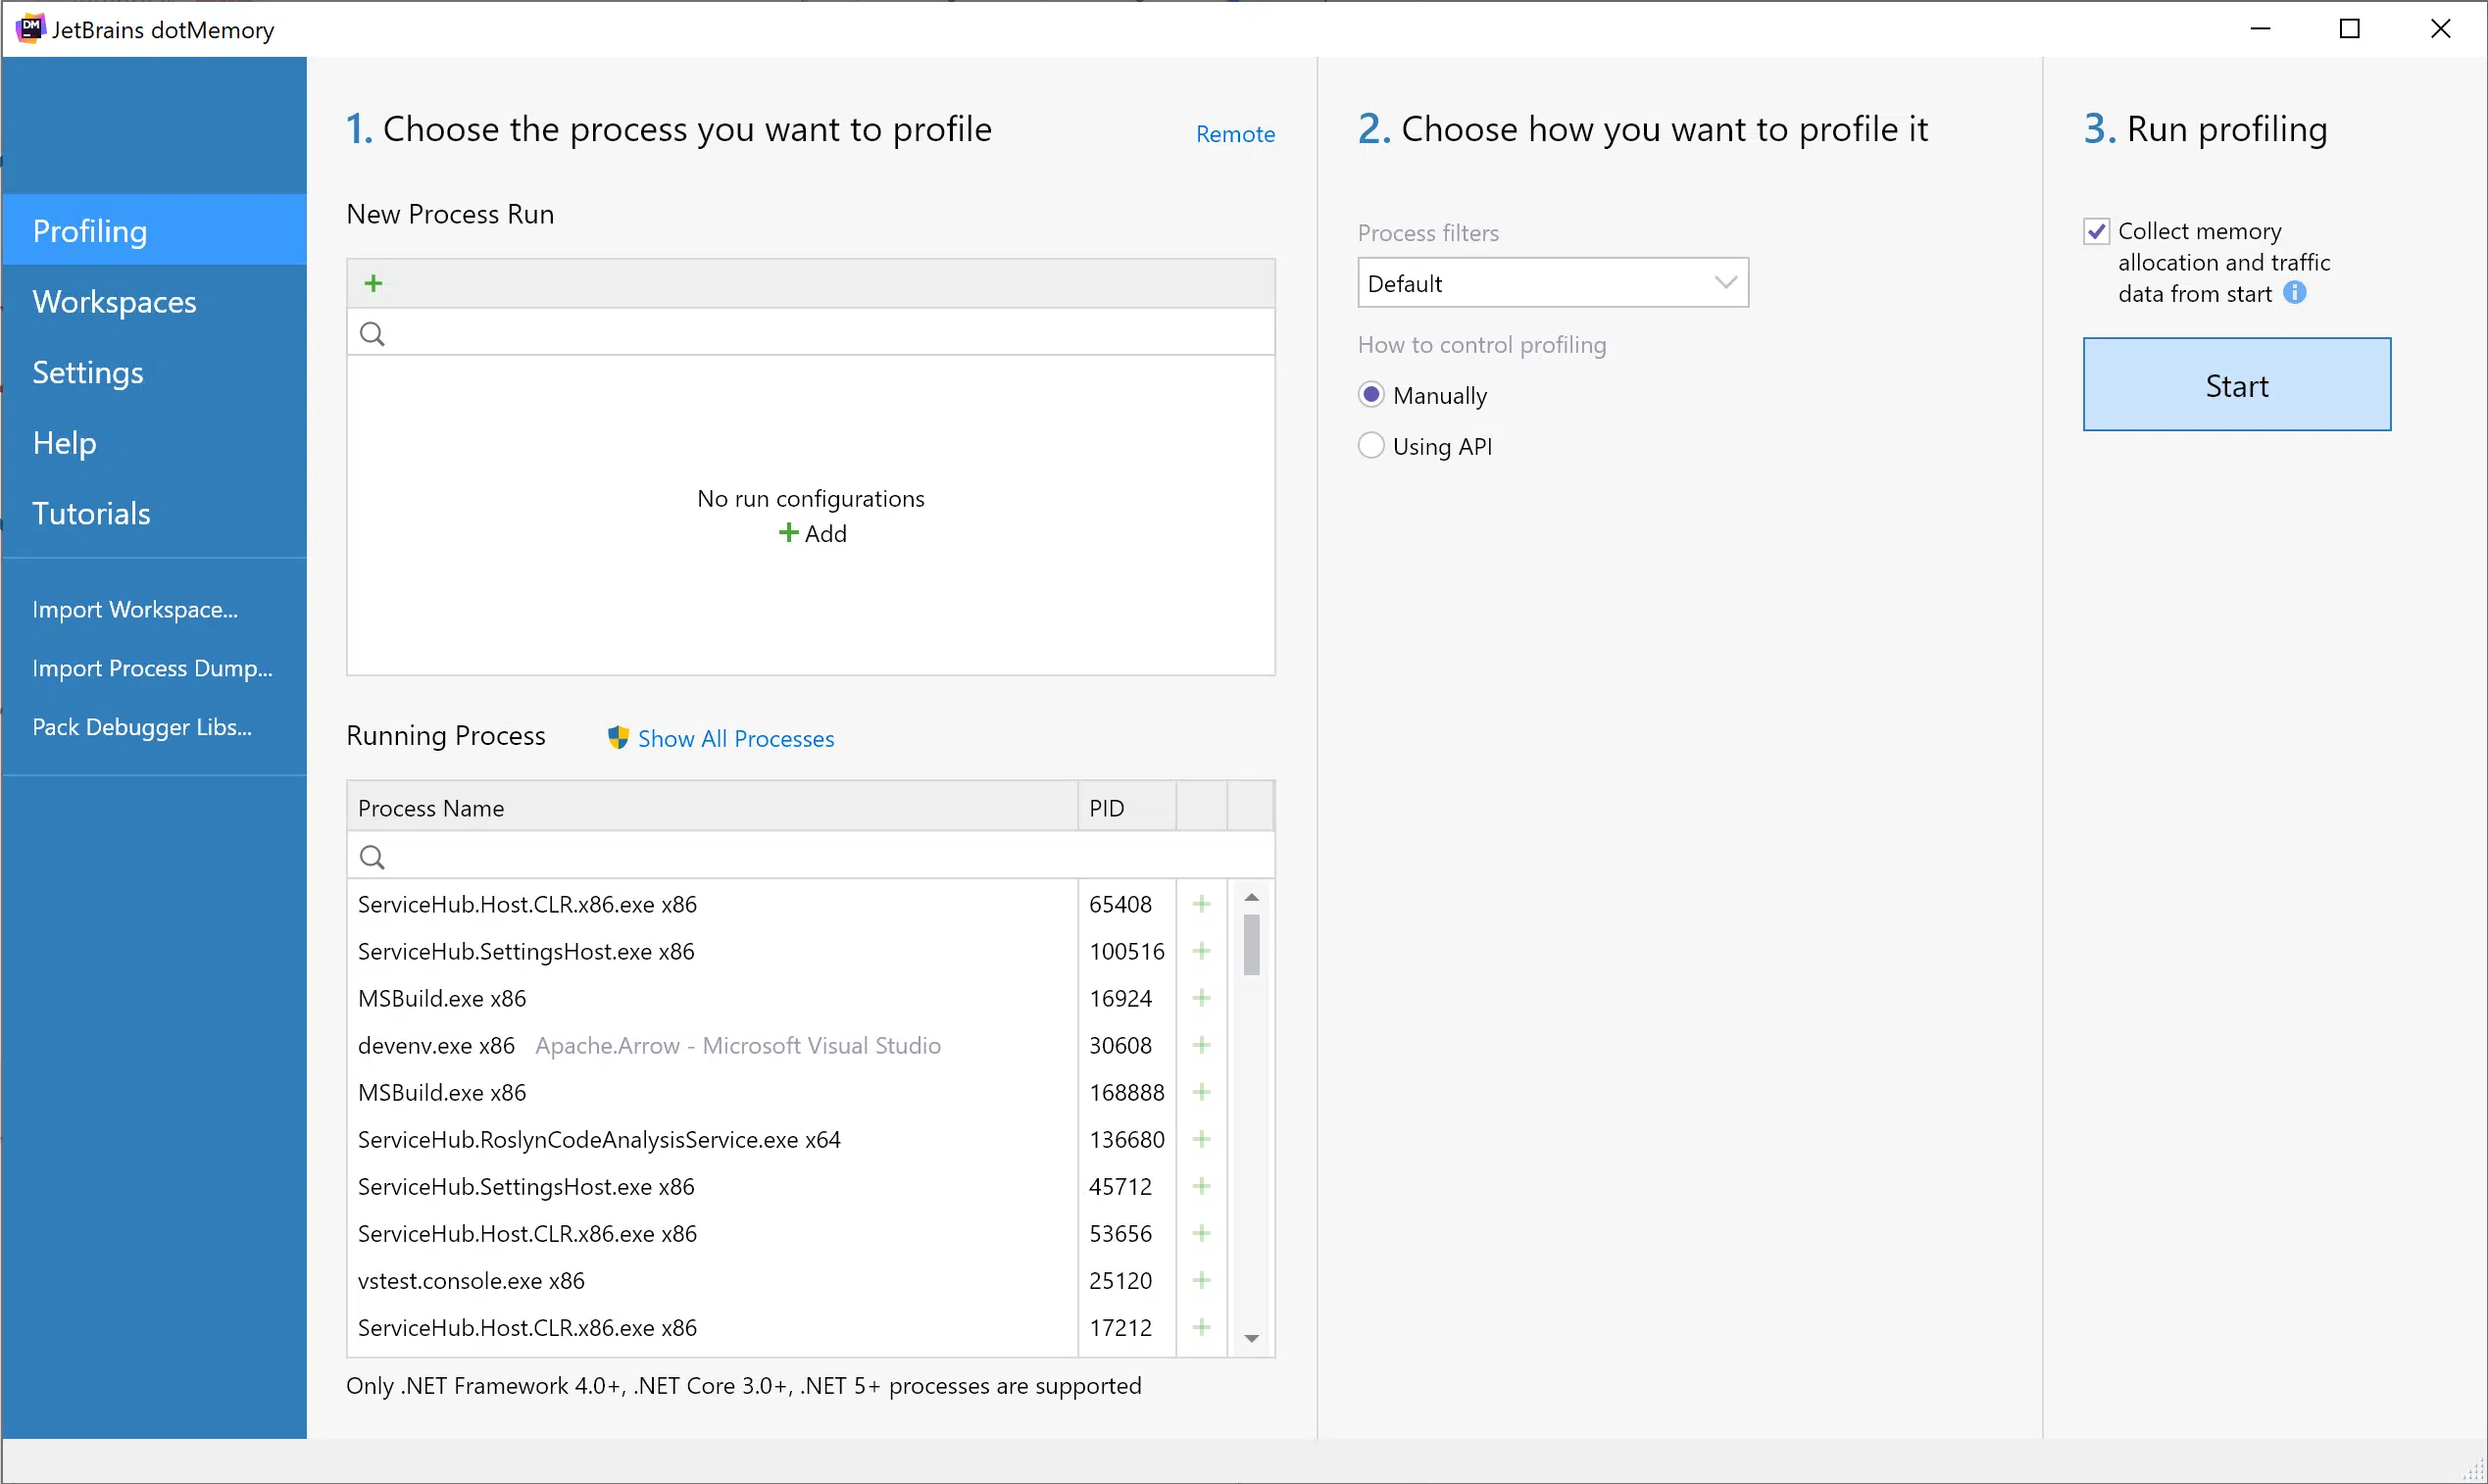 JetBrains dotMemory
Profiling
Workspaces
Settings
Help
Tutorials
Import Workspace...
Import Process Dump...
Pack Debugger Libs...
1. Choose the process you want to profile
Remote
New Process Run
No run configurations
Add
Running Process
Show All Processes
Process Name PID
ServiceHub.Host.CLR.x86.exe x86 65408
ServiceHub.SettingsHost.exe x86 100516
MSBuild.exe x86 16924
devenv.exe x86 Apache.Arrow - Microsoft Visual Studio 30608
MSBuild.exe x86 168888
ServiceHub.RoslynCodeAnalysisService.exe x64 136680
ServiceHub.SettingsHost.exe x86 45712
ServiceHub.Host.CLR.x86.exe x86 53656
vstest.console.exe x86 25120
ServiceHub.Host.CLR.x86.exe x86 17212
Only .NET Framework 4.0+, .NET Core 3.0+, .NET 5+ processes are supported
2. Choose how you want to profile it
Process filters
Default
How to control profiling
Manually
Using API
3. Run profiling
Collect memory
allocation and traffic
data from start
Start